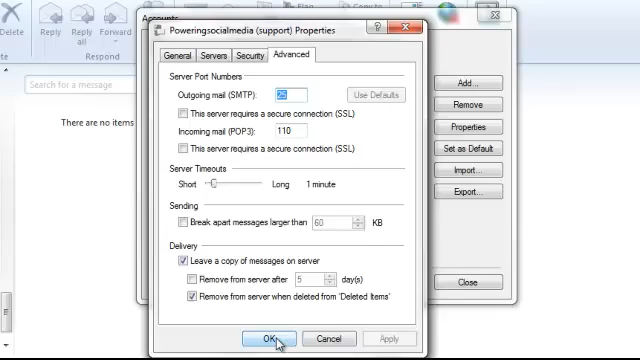 Delete
Reply
Reply all
Forward
Flag
Copy to
Accounts
Poweringsocialmedia (support) Properties
General
Servers
Security
Advanced
Server Port Numbers
Outgoing mail (SMTP):
25
Use Defaults
This server requires a secure connection (SSL)
Incoming mail (POP3):
110
This server requires a secure connection (SSL)
Server Timeouts
Short
Long
1 minute
Sending
Break apart messages larger than
60
KB
Delivery
Leave a copy of messages on server
Remove from server after
5
day(s)
Remove from server when deleted from 'Deleted Items'
OK
Cancel
Apply
Search for a message
There are no items
Add...
Remove
Properties
Set as Default
Import...
Export...
Close